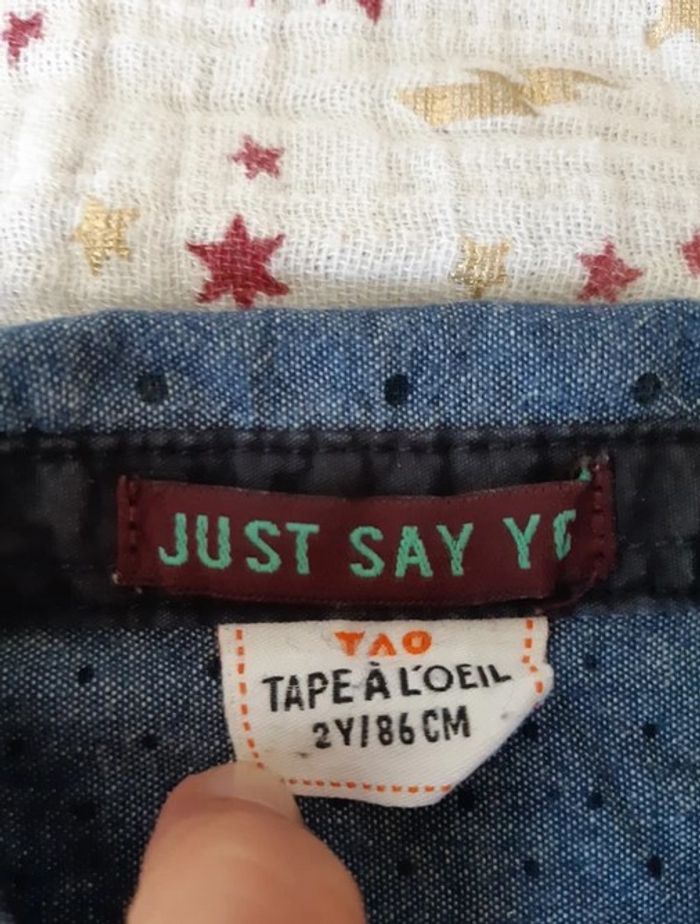 JUST SAY
TAO
TAPE À L'OEIL
2Y/86CM